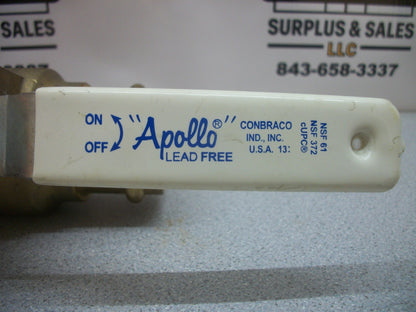 SURPLUS & SALES
LLC
843-658-3337
& SALES
ON
OFF
"Apollo®"
LEAD FREE
CONBRACO
IND., INC.
U.S.A. 13:
NSF 61
NSF 372
cUPC®